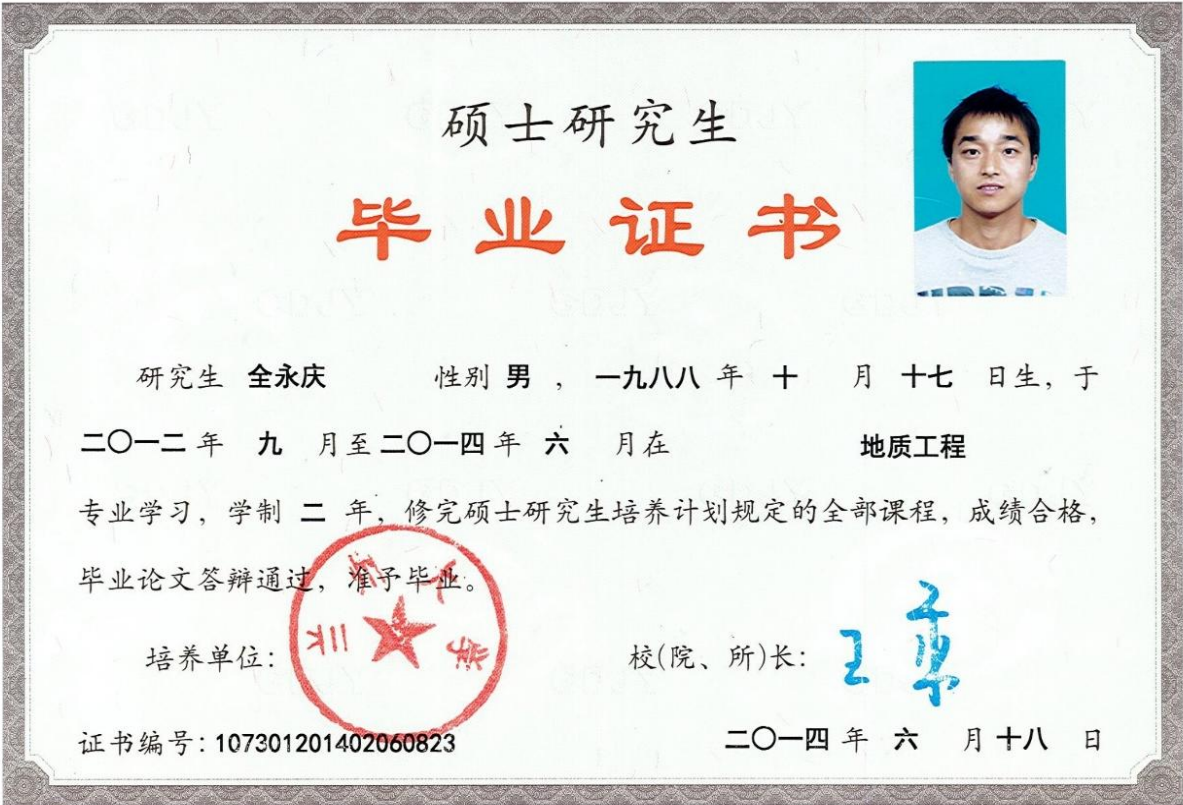 硕士研究生
毕业证书
研究生 全永庆 性别 男 ， 一九八八 年 十 月 十七 日生，于
二〇一二 年 九 月至 二〇一四 年 六 月在 地质工程
专业学习，学制 二 年，修完硕士研究生培养计划规定的全部课程，成绩合格，
毕业论文答辩通过，准予毕业。
培养单位：
校(院、所)长：
证书编号：107301201402060823
二〇一四 年 六 月 十八 日